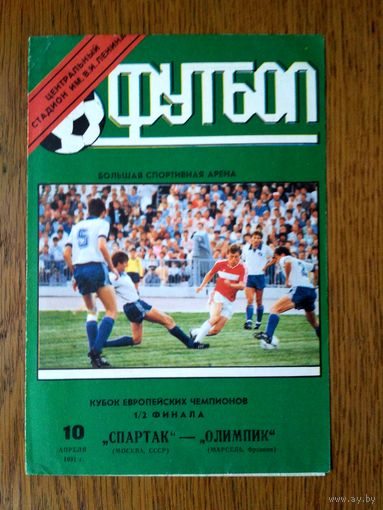 ЦЕНТРАЛЬНЫЙ
СТАДИОН ИМ. В.И. ЛЕНИНА
ФУТБОЛ
БОЛЬШАЯ СПОРТИВНАЯ АРЕНА
5
КУБОК ЕВРОПЕЙСКИХ ЧЕМПИОНОВ
1/2 ФИНАЛА
10 „СПАРТАК" — „ОЛИМПИК"
АПРЕЛЯ (МОСКВА, СССР) (МАРСЕЛЬ, Франция)
1991 г.
ay.by